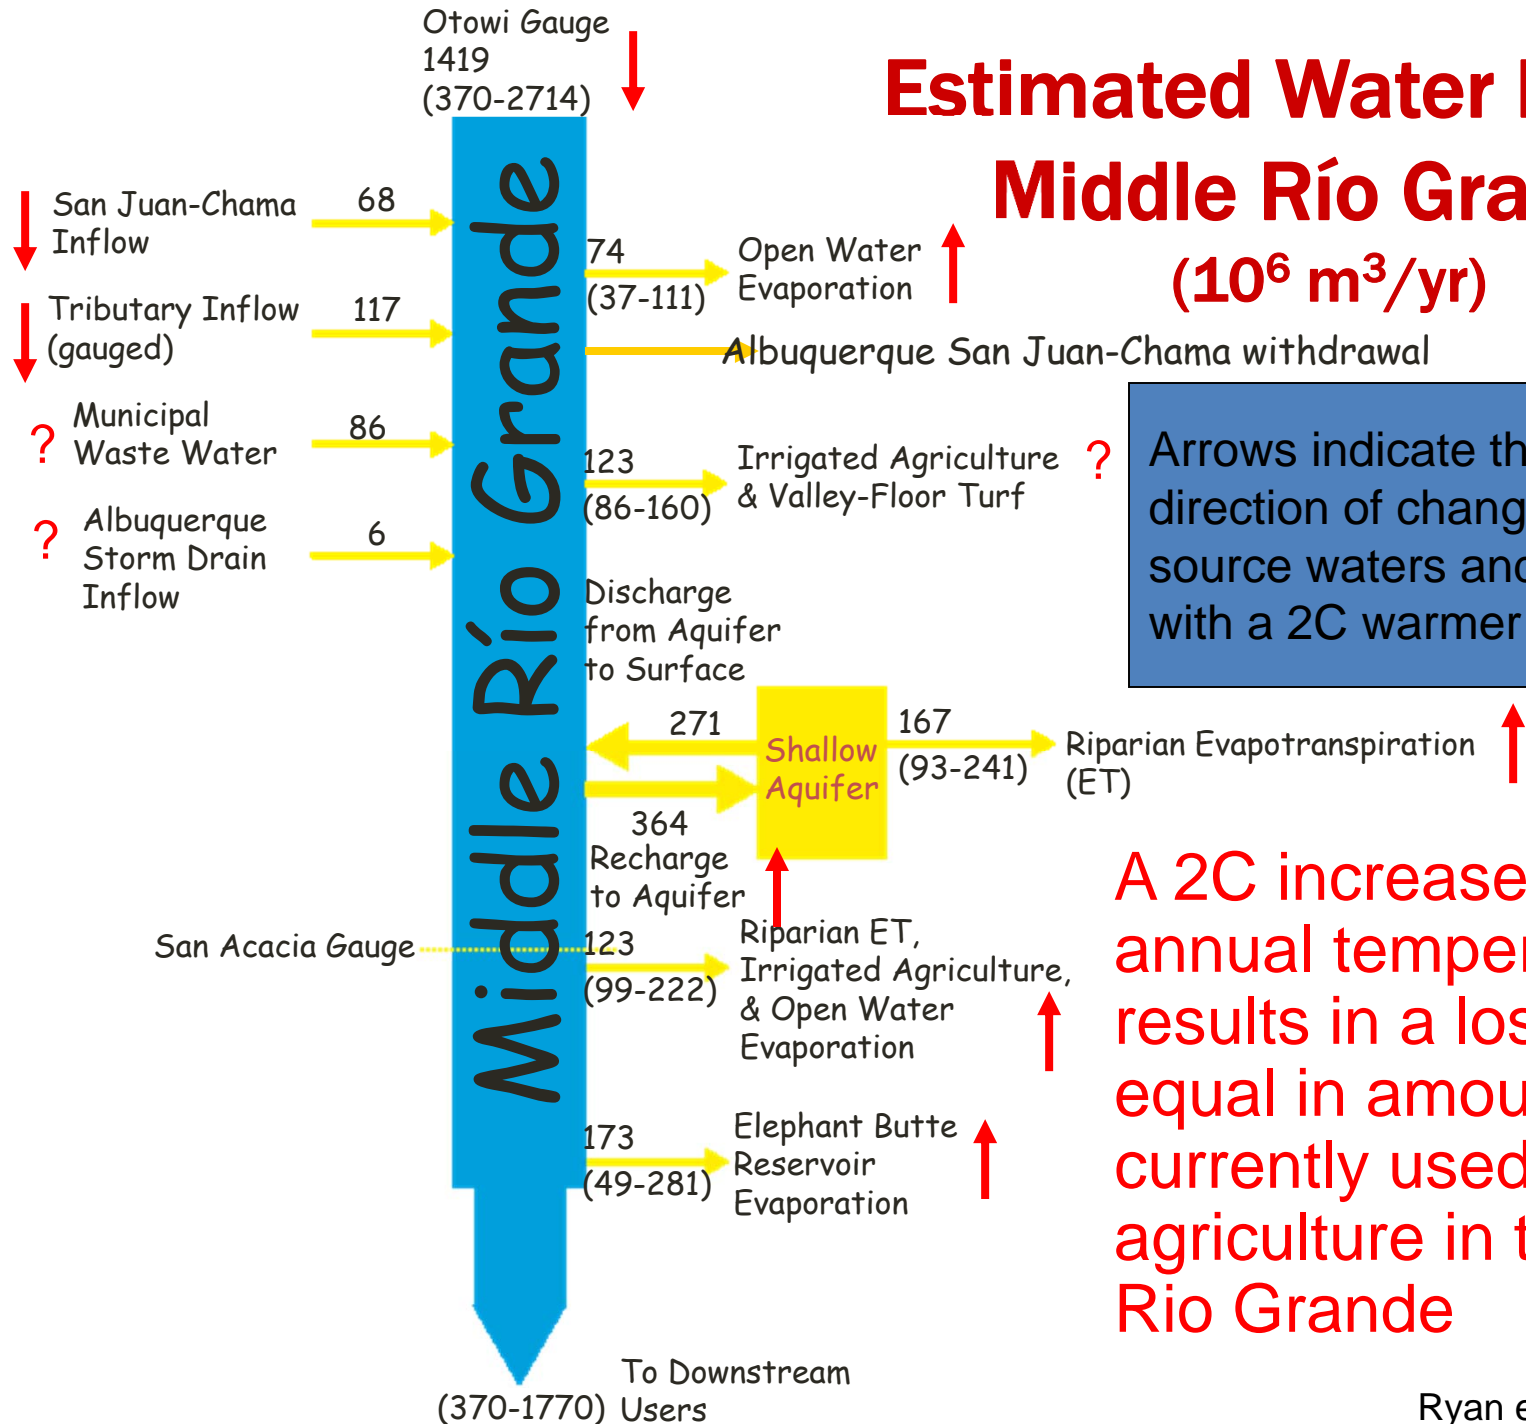 Otowi Gauge
1419
(370-2714)
Estimated Water
Middle Río Gra
(10⁶ m³/yr)
San Juan-Chama
Inflow
68
Tributary Inflow
(gauged)
117
? Municipal
Waste Water
86
? Albuquerque
Storm Drain
Inflow
6
Middle Río Grande
74
(37-111)
Open Water
Evaporation
Albuquerque San Juan-Chama withdrawal
123
(86-160)
Irrigated Agriculture ?
& Valley-Floor Turf
Arrows indicate th
direction of chang
source waters and
with a 2C warmer
Discharge
from Aquifer
to Surface
271
Shallow
Aquifer
167
(93-241)
Riparian Evapotranspiration
(ET)
364
Recharge
to Aquifer
San Acacia Gauge
123
(99-222)
Riparian ET,
Irrigated Agriculture,
& Open Water
Evaporation
173
(49-281)
Elephant Butte
Reservoir
Evaporation
A 2C increase
annual temper
results in a los
equal in amou
currently used
agriculture in t
Rio Grande
To Downstream
Users
(370-1770)
Ryan e